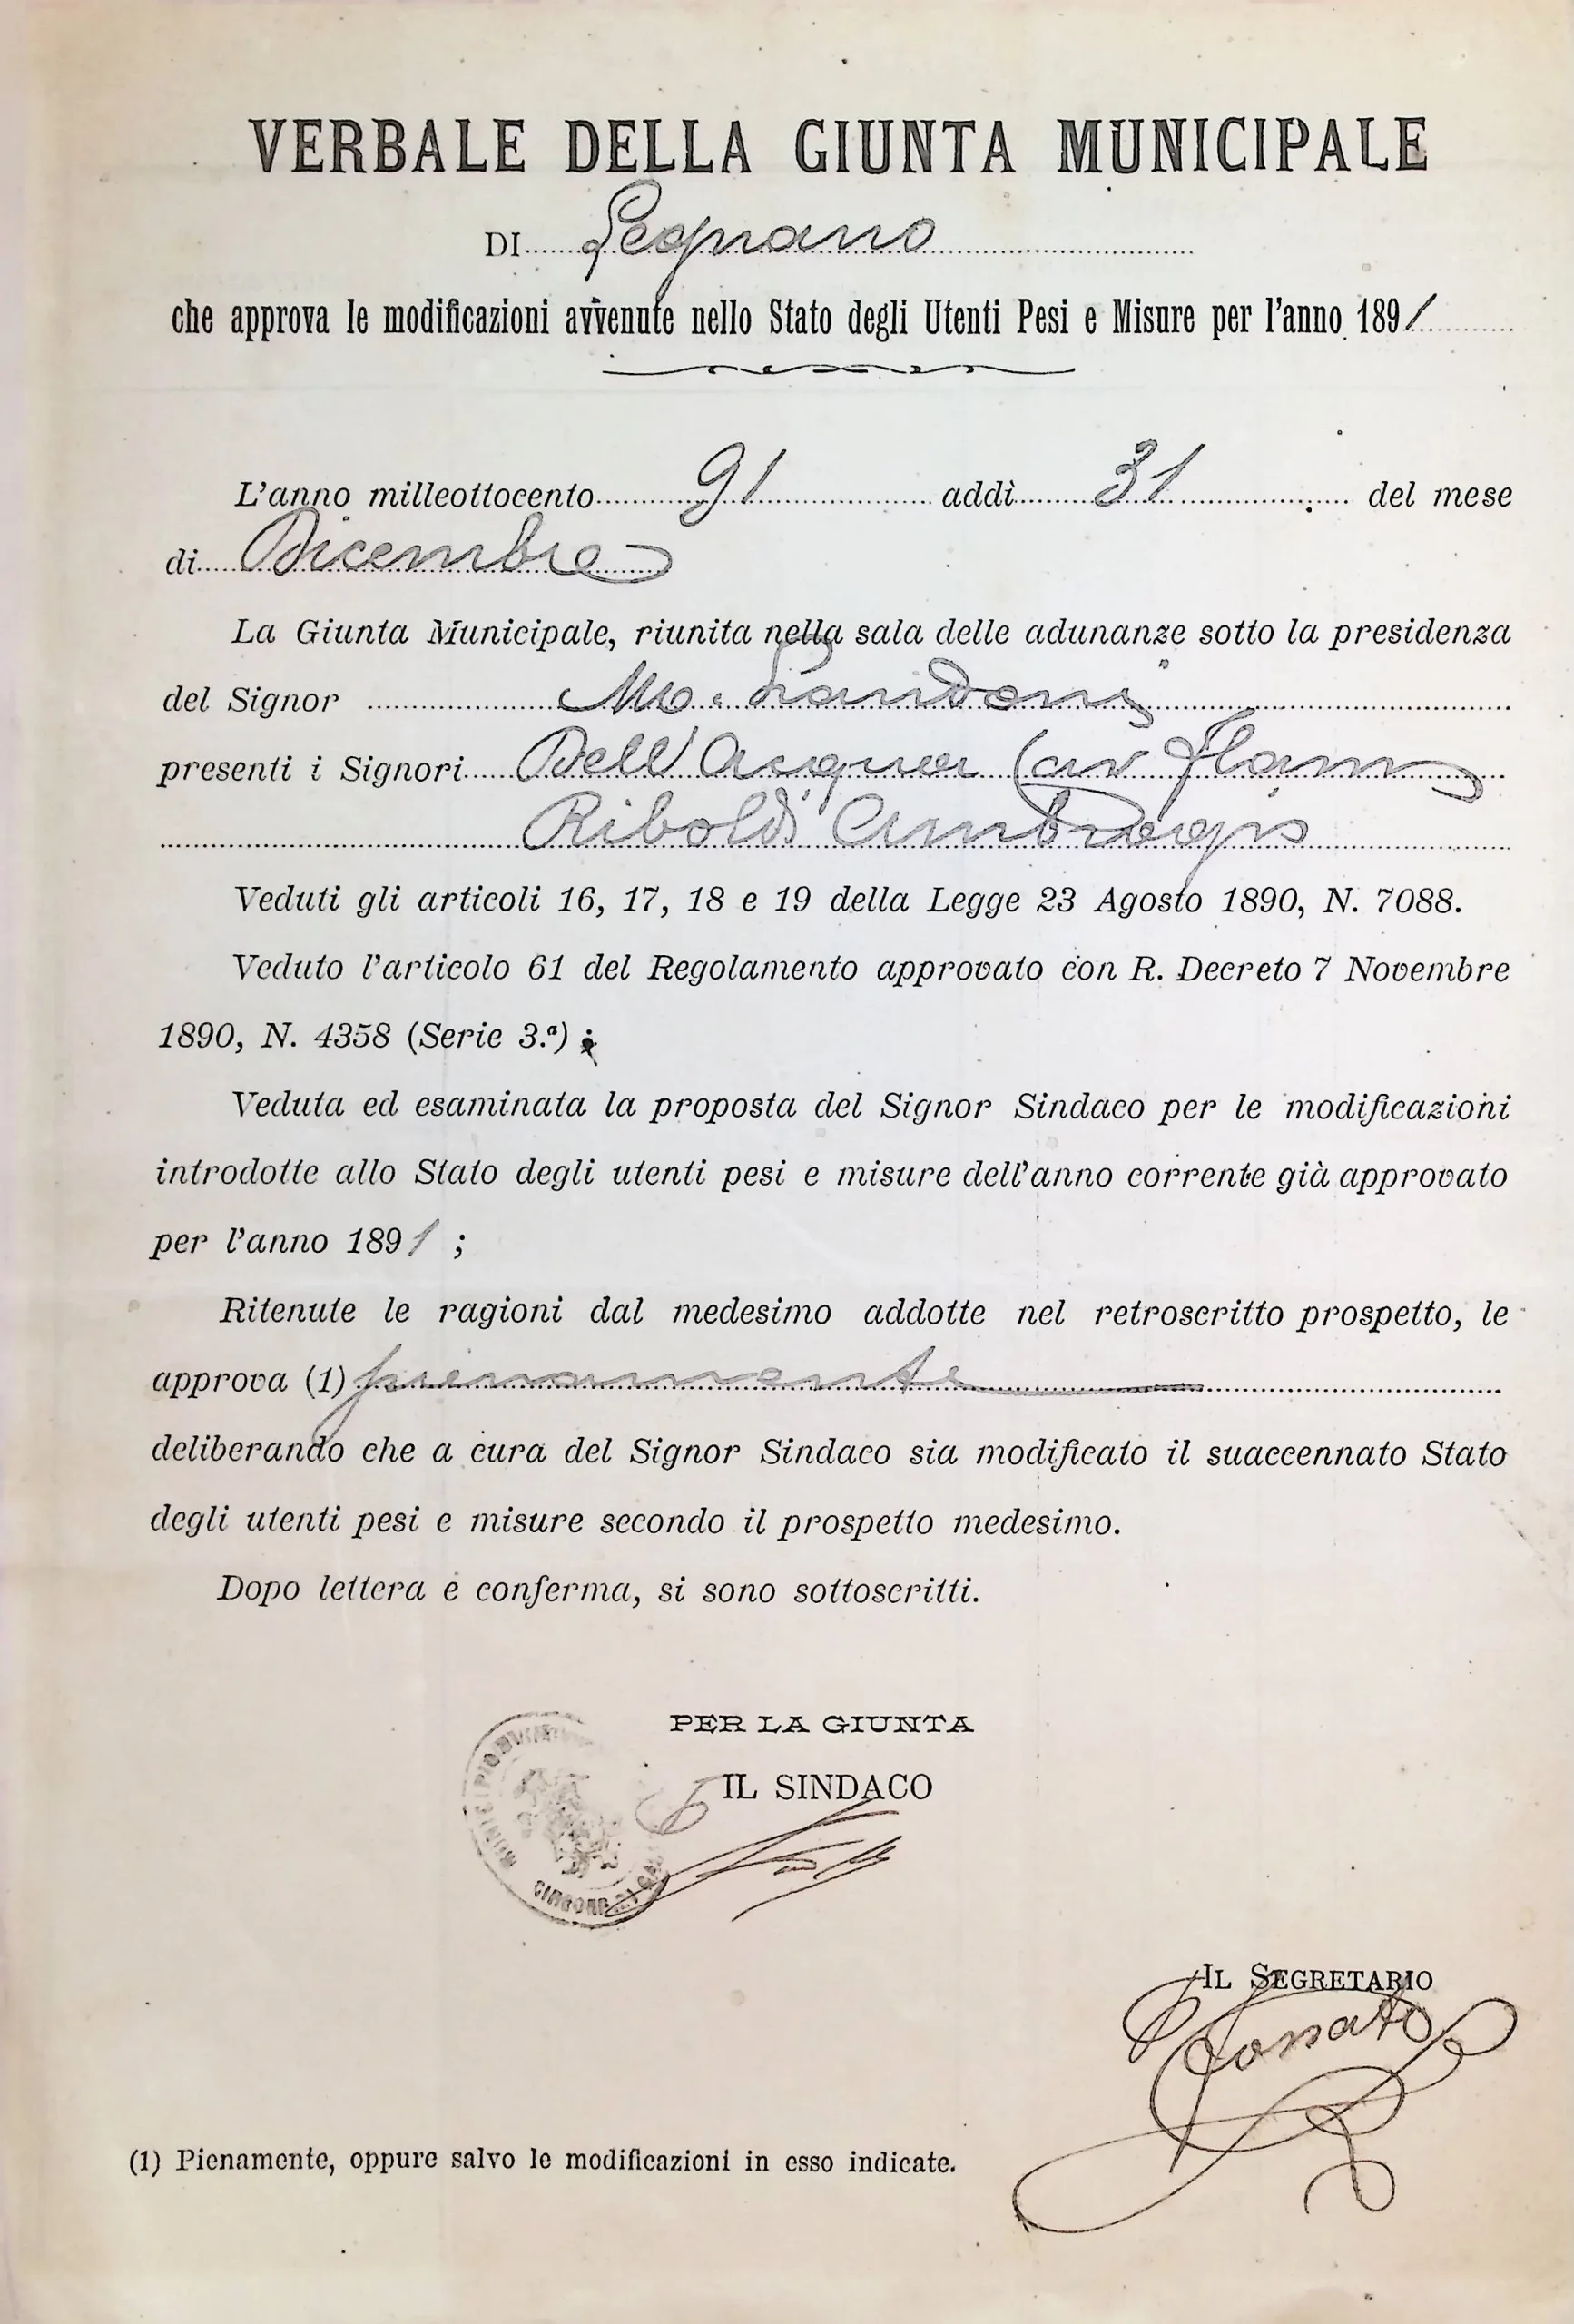 VERBALE DELLA GIUNTA MUNICIPALE
DI Legnano
che approva le modificazioni avvenute nello Stato degli Utenti Pesi e Misure per l'anno 1891
L'anno milleottocento 91 addì 31 del mese
di Dicembre
La Giunta Municipale, riunita nella sala delle adunanze sotto la presidenza
del Signor Landoni
presenti i Signori Dell'Acqua Cav
Riboldi Ambrogio
Veduti gli articoli 16, 17, 18 e 19 della Legge 23 Agosto 1890, N. 7088.
Veduto l'articolo 61 del Regolamento approvato con R. Decreto 7 Novembre
1890, N. 4358 (Serie 3.ª);
Veduta ed esaminata la proposta del Signor Sindaco per le modificazioni
introdotte allo Stato degli utenti pesi e misure dell'anno corrente già approvato
per l'anno 1891 ;
Ritenute le ragioni dal medesimo addotte nel retroscritto prospetto, le
approva (1) pienamente
deliberando che a cura del Signor Sindaco sia modificato il suaccennato Stato
degli utenti pesi e misure secondo il prospetto medesimo.
Dopo lettera e conferma, si sono sottoscritti.
PER LA GIUNTA
IL SINDACO
IL SEGRETARIO
(1) Pienamente, oppure salvo le modificazioni in esso indicate.